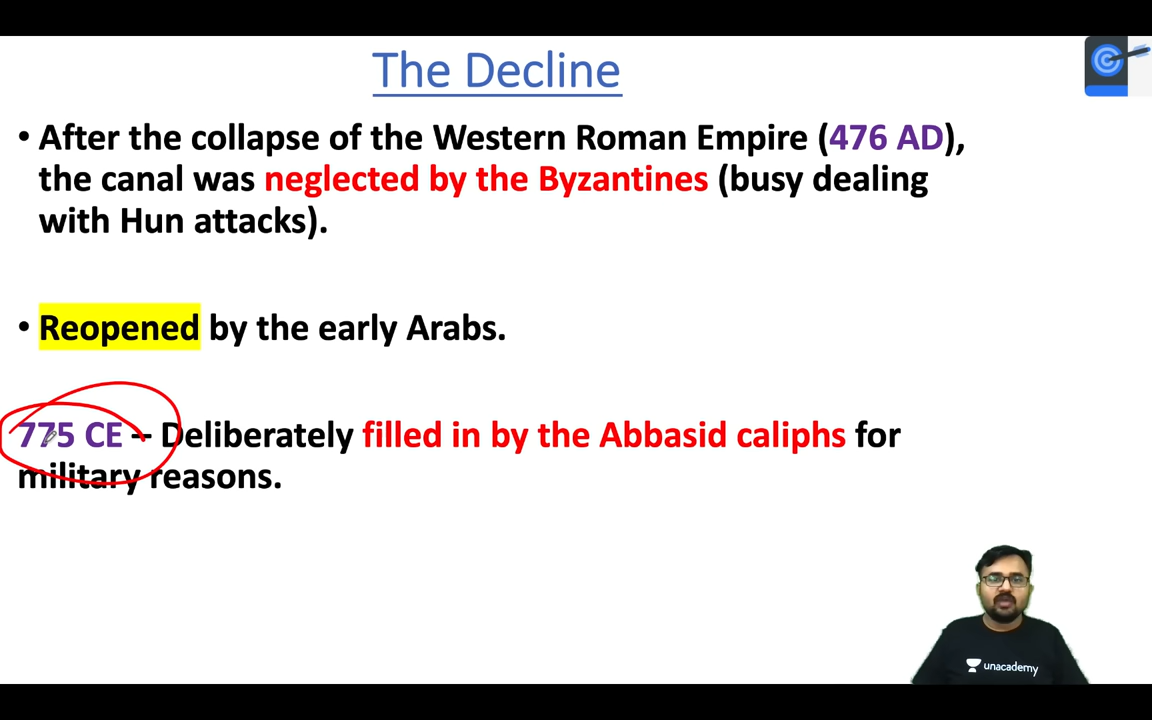 The Decline
• After the collapse of the Western Roman Empire (476 AD),
the canal was neglected by the Byzantines (busy dealing
with Hun attacks).
• Reopened by the early Arabs.
775 CE – Deliberately filled in by the Abbasid caliphs for
military reasons.
unacademy